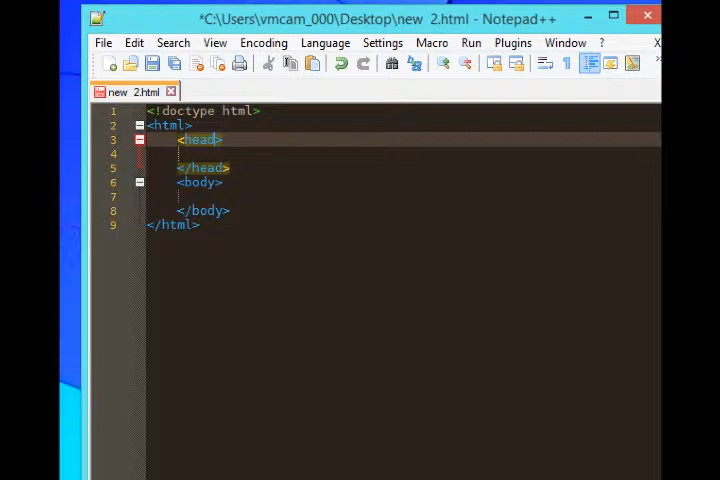 *C:\Users\vmcam_000\Desktop\new 2.html - Notepad++
File Edit Search View Encoding Language Settings Macro Run Plugins Window ? X
new 2.html
1 <!doctype html>
2 <html>
3 <head>
4
5 </head>
6 <body>
7
8 </body>
9 </html>